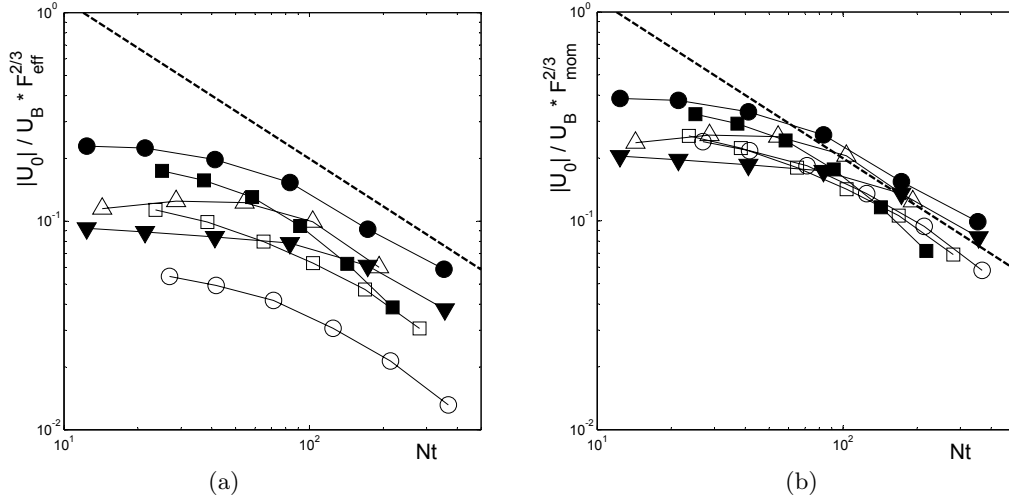 10^0
10^-1
10^-2
10^1
10^2
Nt
|U_0| / U_B * F_eff^{2/3}
(a)
10^0
10^-1
10^-2
10^1
10^2
Nt
|U_0| / U_B * F_mom^{2/3}
(b)